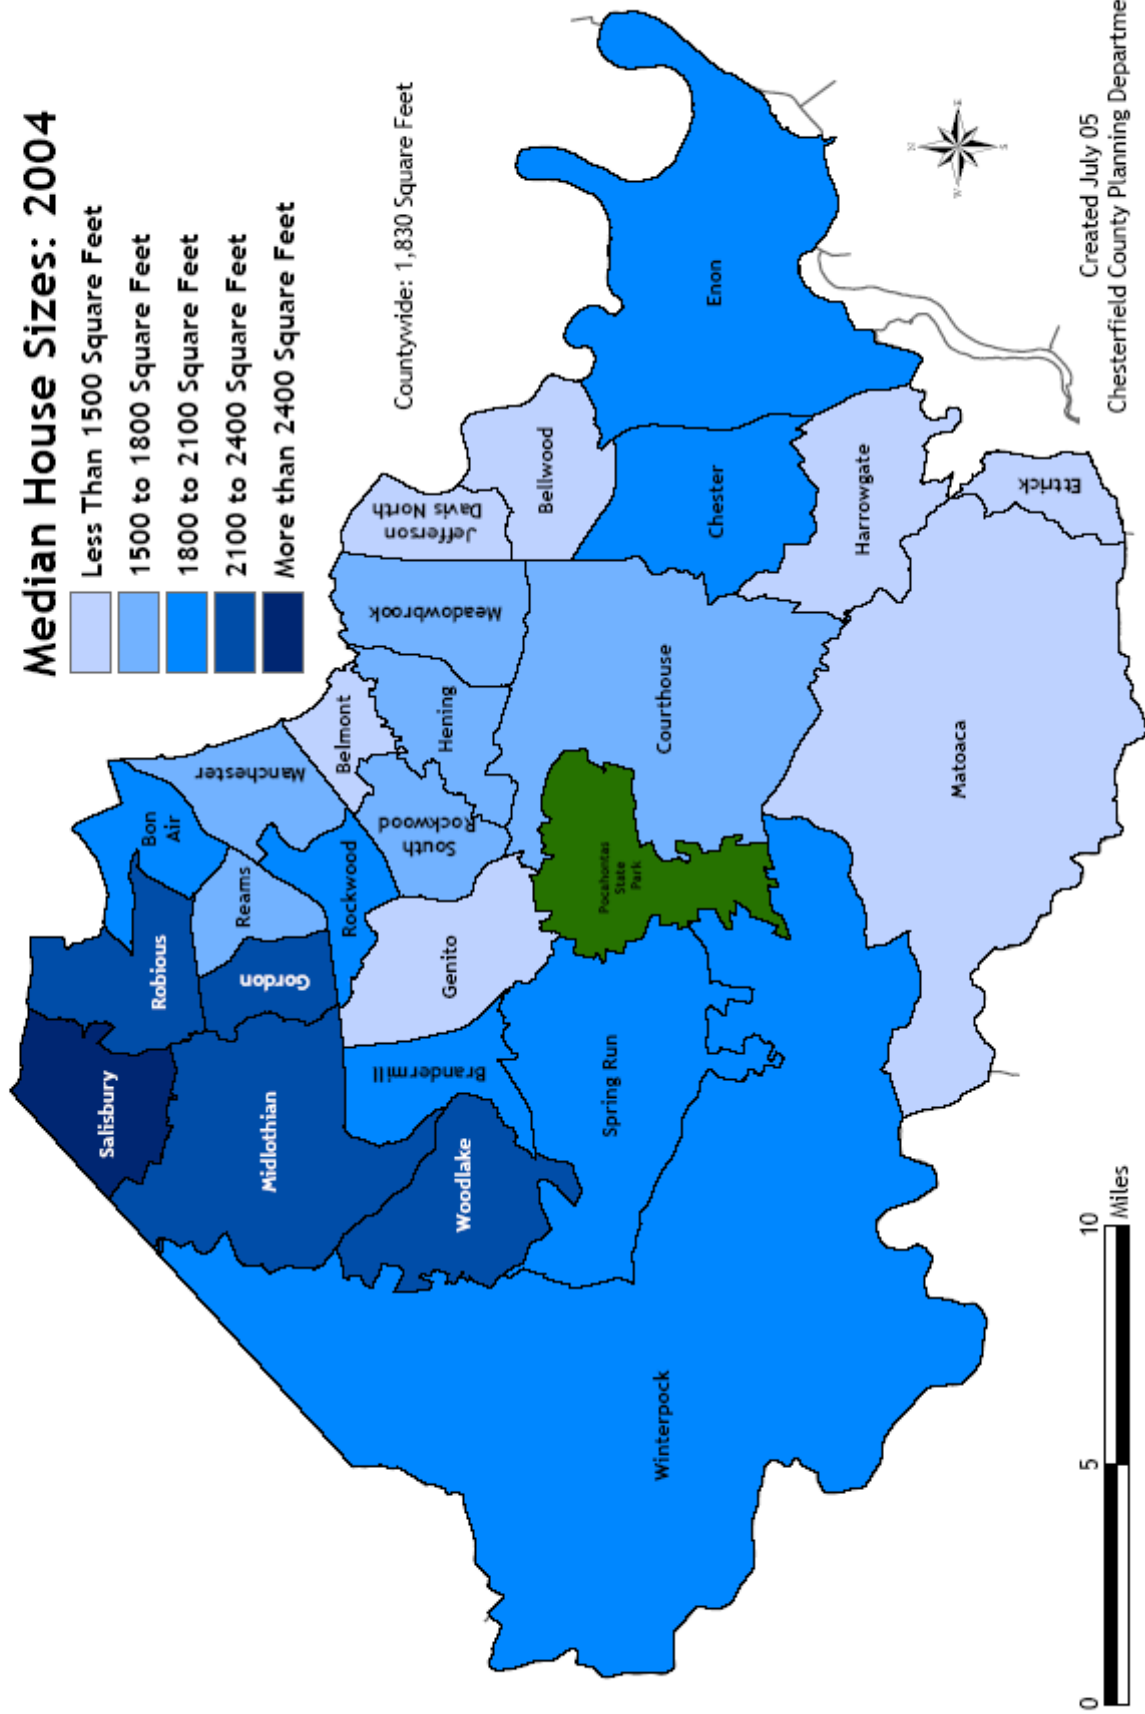 Median House Sizes: 2004
Less Than 1500 Square Feet
1500 to 1800 Square Feet
1800 to 2100 Square Feet
2100 to 2400 Square Feet
More than 2400 Square Feet
Countywide: 1,830 Square Feet
Salisbury
Robious
Bon
Air
Midlothian
Gordon
Reams
Manchester
Rockwood
Belmont
Brandermill
Genito
South
Rockwood
Hening
Meadowbrook
Jefferson
Davis North
Woodlake
Bellwood
Spring Run
Pocahontas
State
Park
Courthouse
Chester
Enon
Winterpock
Harrowgate
Matoaca
Ettrick
N
W
E
S
0
5
10
Miles
Created July 05
Chesterfield County Planning Departme